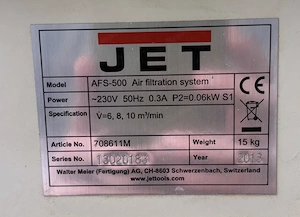 JET
Model AFS-500 Air filtration system
Power ~230V 50Hz 0.3A P2=0.06kW S1
Specification V=6, 8, 10 m³/min
Article No. 708611M Weight 15 kg
Series No. 13020183 Year 2013
Walter Meier (Fertigung) AG, CH-8603 Schwerzenbach, Switzerland
www.jettools.com